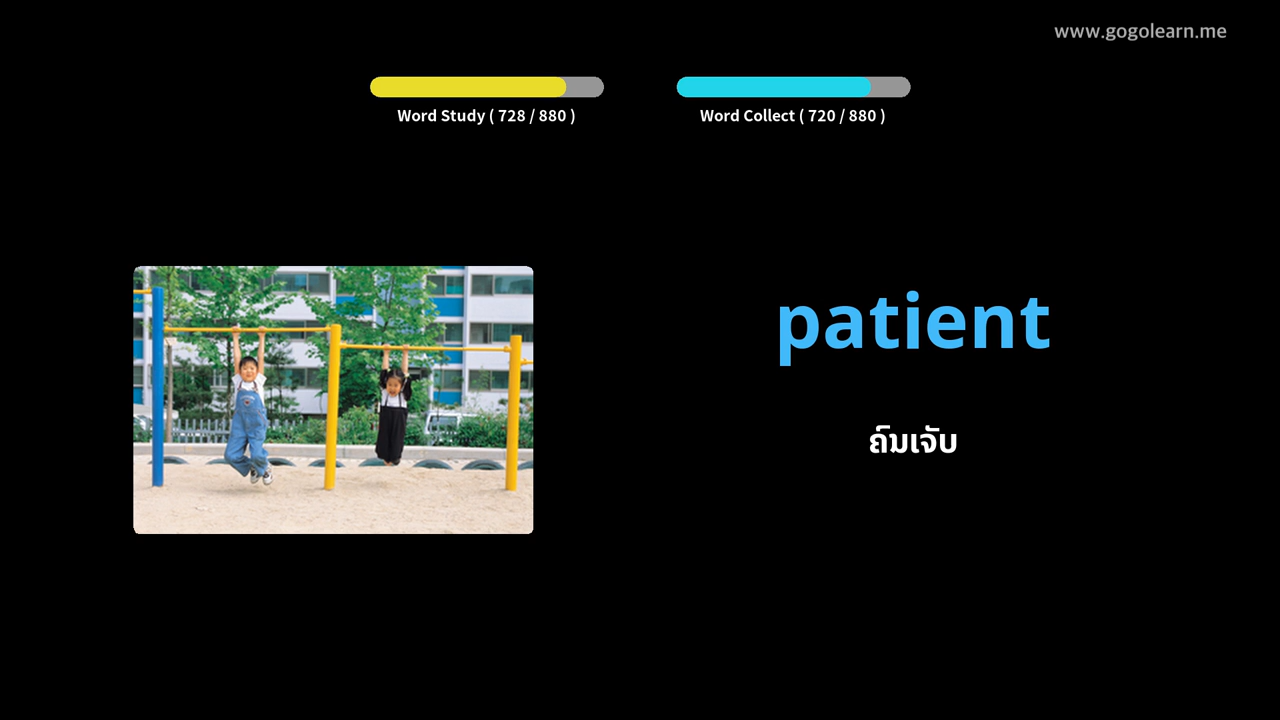 www.gogolearn.me
Word Study ( 728 / 880 )
Word Collect ( 720 / 880 )
patient
ຄົນເຈັບ